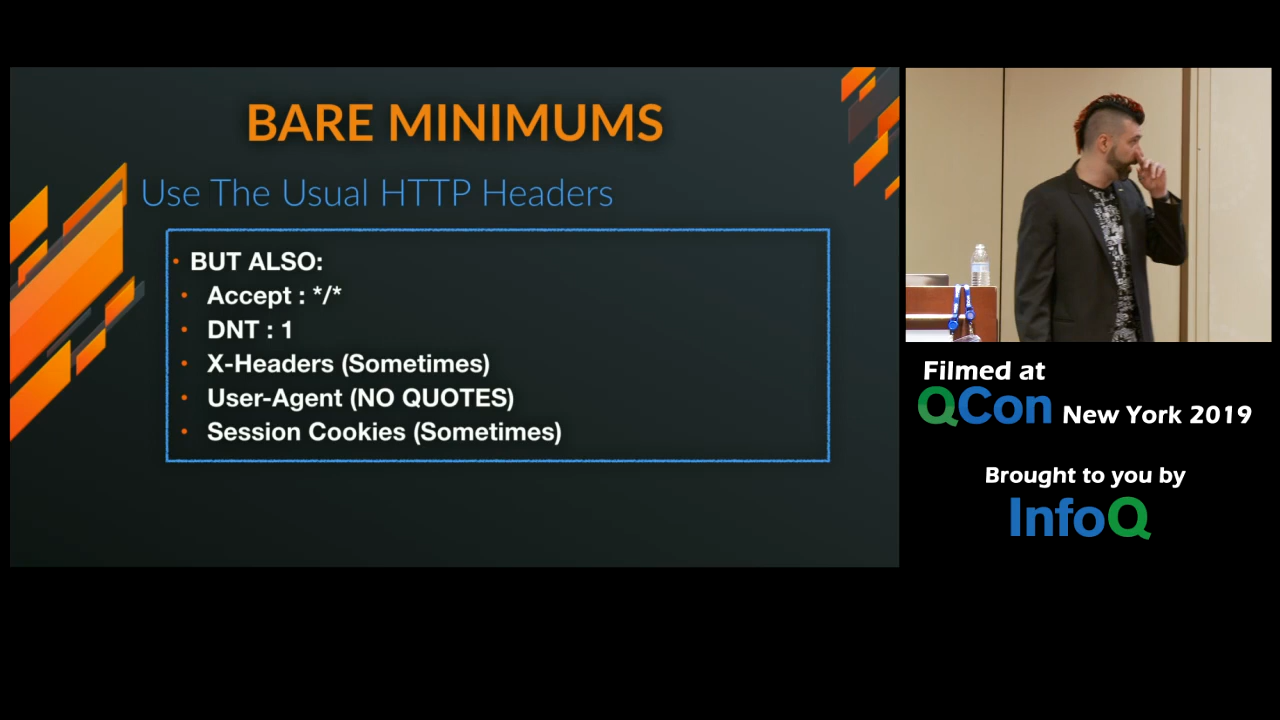 BARE MINIMUMS
Use The Usual HTTP Headers
• BUT ALSO:
• Accept : */*
• DNT : 1
• X-Headers (Sometimes)
• User-Agent (NO QUOTES)
• Session Cookies (Sometimes)
Filmed at
QCon New York 2019
Brought to you by
InfoQ